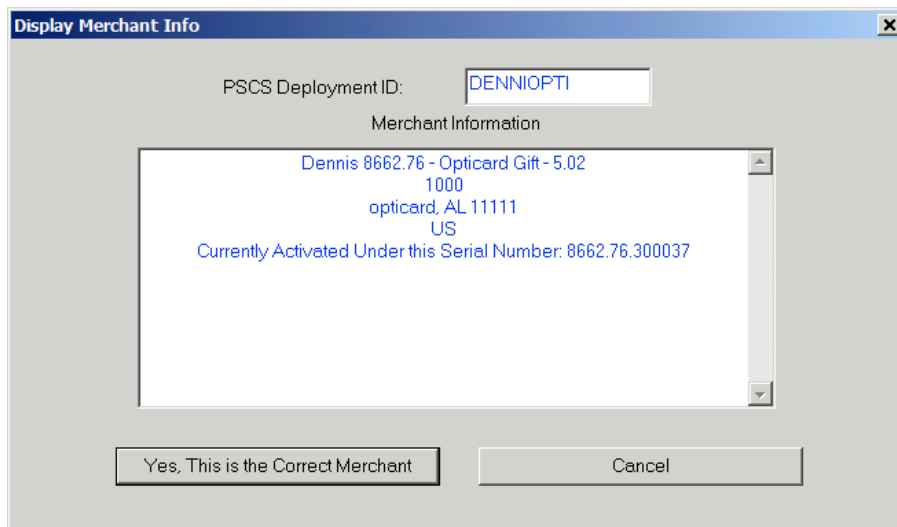 Display Merchant Info
PSCS Deployment ID: DENNIOPTI
Merchant Information
Dennis 8662.76 - Opticard Gift - 5.02
1000
opticard, AL 11111
US
Currently Activated Under this Serial Number: 8662.76.300037
Yes, This is the Correct Merchant Cancel